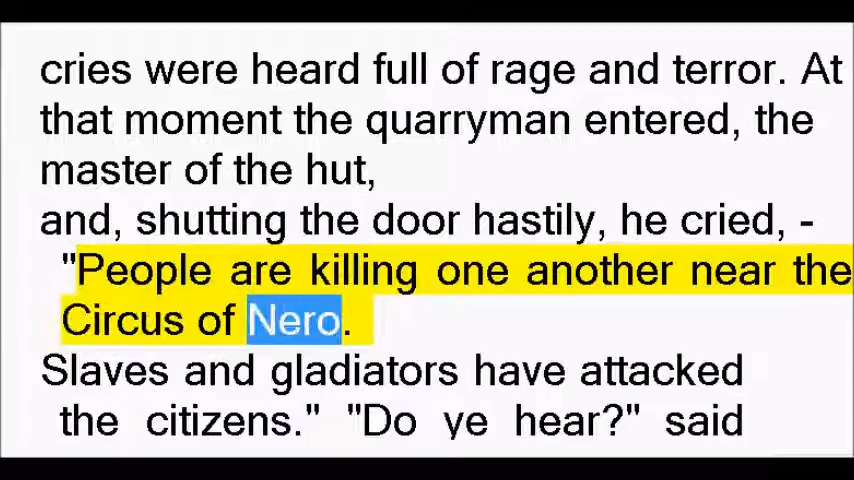 cries were heard full of rage and terror. At
that moment the quarryman entered, the
master of the hut,
and, shutting the door hastily, he cried, -
"People are killing one another near the
Circus of Nero.
Slaves and gladiators have attacked
the citizens." "Do ye hear?" said